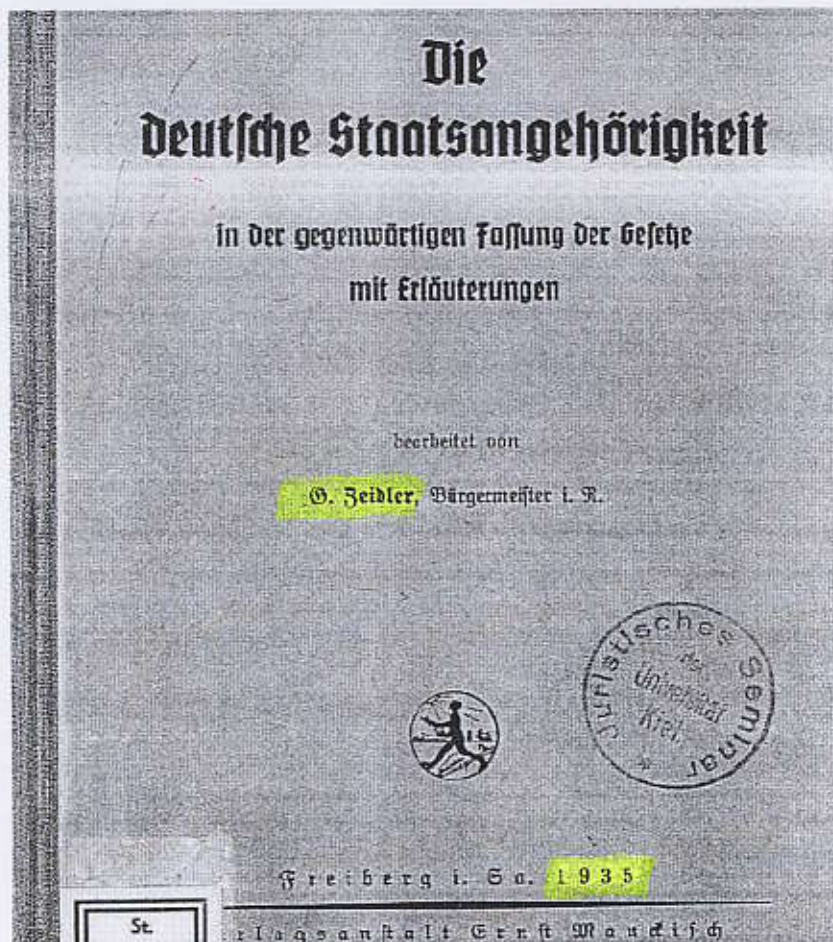 Die
deutsche Staatsangehörigkeit
in der gegenwärtigen Fassung der Gesetze
mit Erläuterungen
bearbeitet von
G. Zeidler, Bürgermeister i. R.
Juristisches Seminar
der
Universität
Kiel.
*
Freiberg i. Sa. 1935
St.
rlagsanstalt Ernst Mauckisch